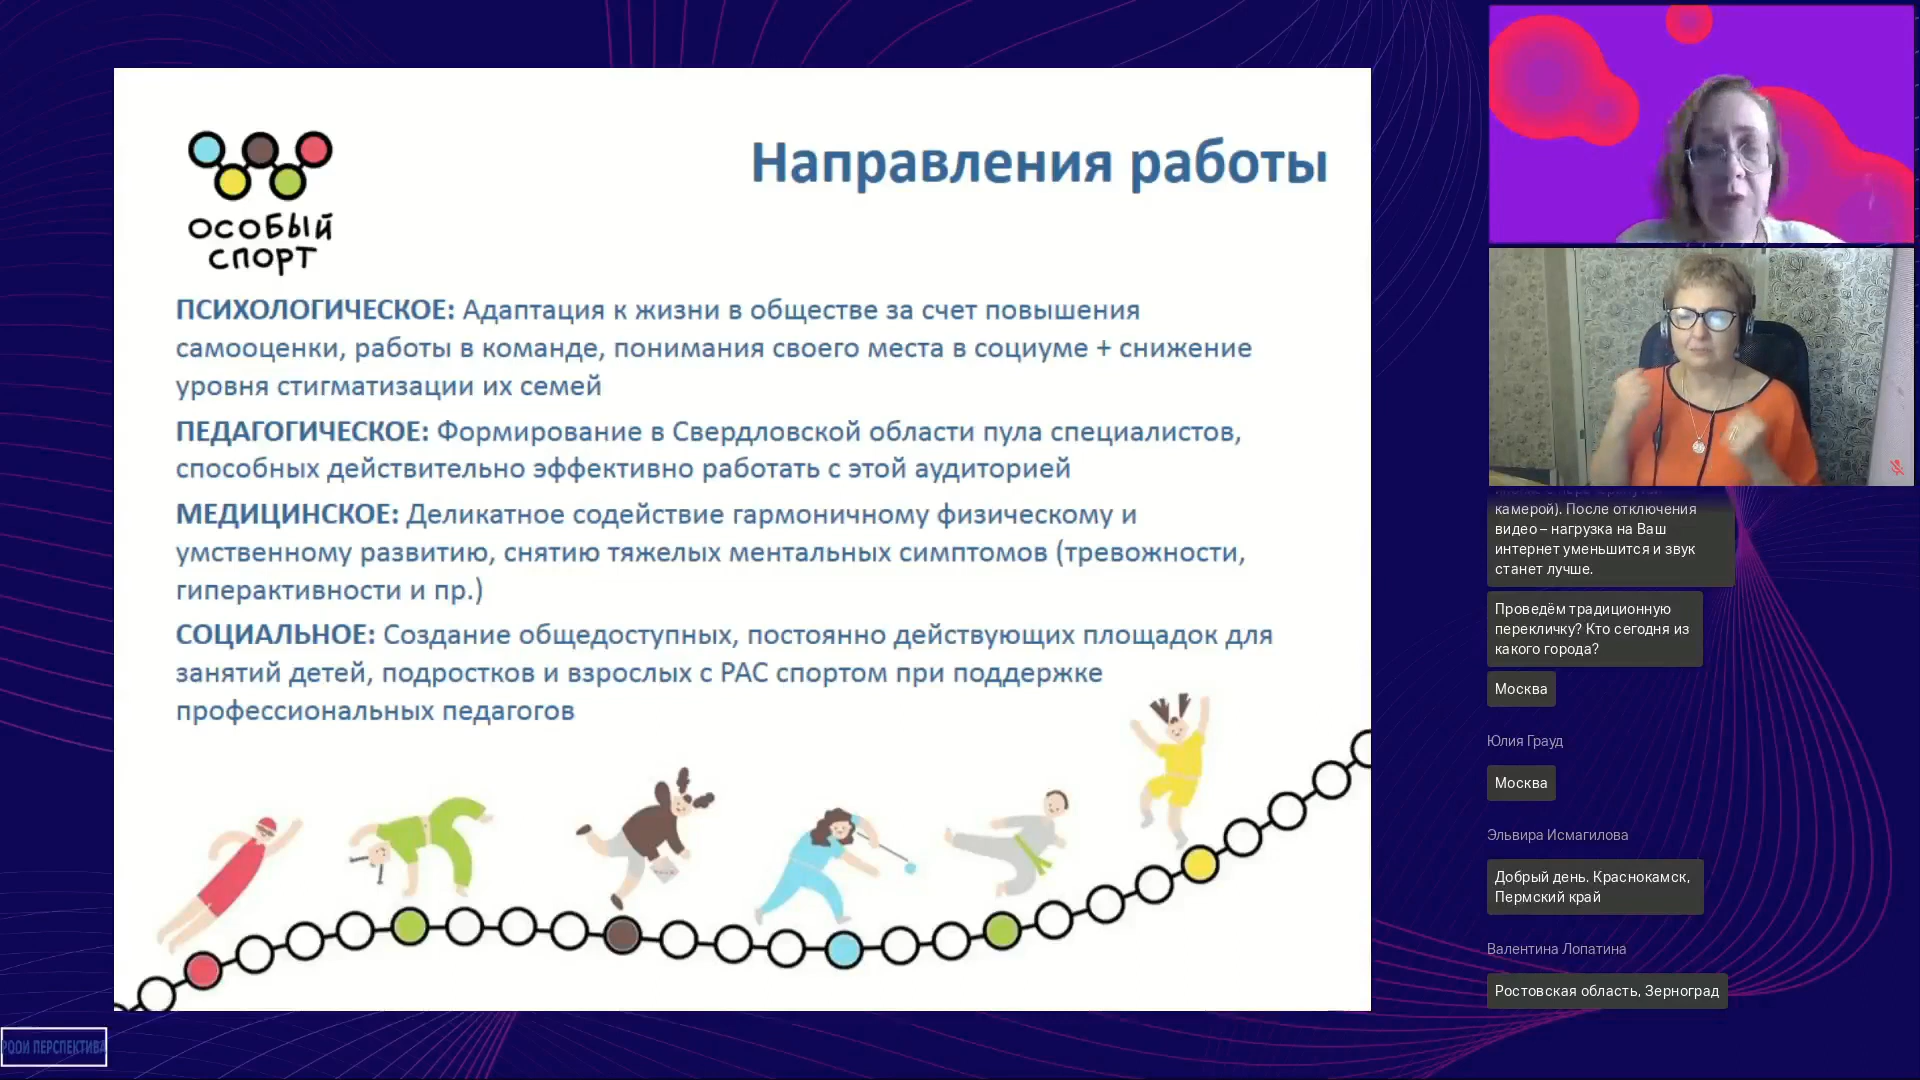 ОСОБЫЙ
СПОРТ
Направления работы
ПСИХОЛОГИЧЕСКОЕ: Адаптация к жизни в обществе за счет повышения
самооценки, работы в команде, понимания своего места в социуме + снижение
уровня стигматизации их семей
ПЕДАГОГИЧЕСКОЕ: Формирование в Свердловской области пула специалистов,
способных действительно эффективно работать с этой аудиторией
МЕДИЦИНСКОЕ: Деликатное содействие гармоничному физическому и
умственному развитию, снятию тяжелых ментальных симптомов (тревожности,
гиперактивности и пр.)
СОЦИАЛЬНОЕ: Создание общедоступных, постоянно действующих площадок для
занятий детей, подростков и взрослых с РАС спортом при поддержке
профессиональных педагогов
камерой). После отключения
видео – нагрузка на Ваш
интернет уменьшится и звук
станет лучше.
Проведём традиционную
перекличку? Кто сегодня из
какого города?
Москва
Юлия Грауд
Москва
Эльвира Исмагилова
Добрый день. Краснокамск,
Пермский край
Валентина Лопатина
Ростовская область, Зерноград
РООИ ПЕРСПЕКТИВА